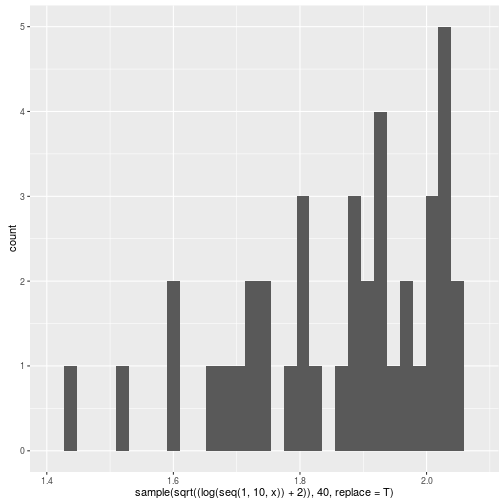 5
4
3
2
1
0
count
1.4 1.6 1.8 2.0
sample(sqrt((log(seq(1, 10, x)) + 2)), 40, replace = T)